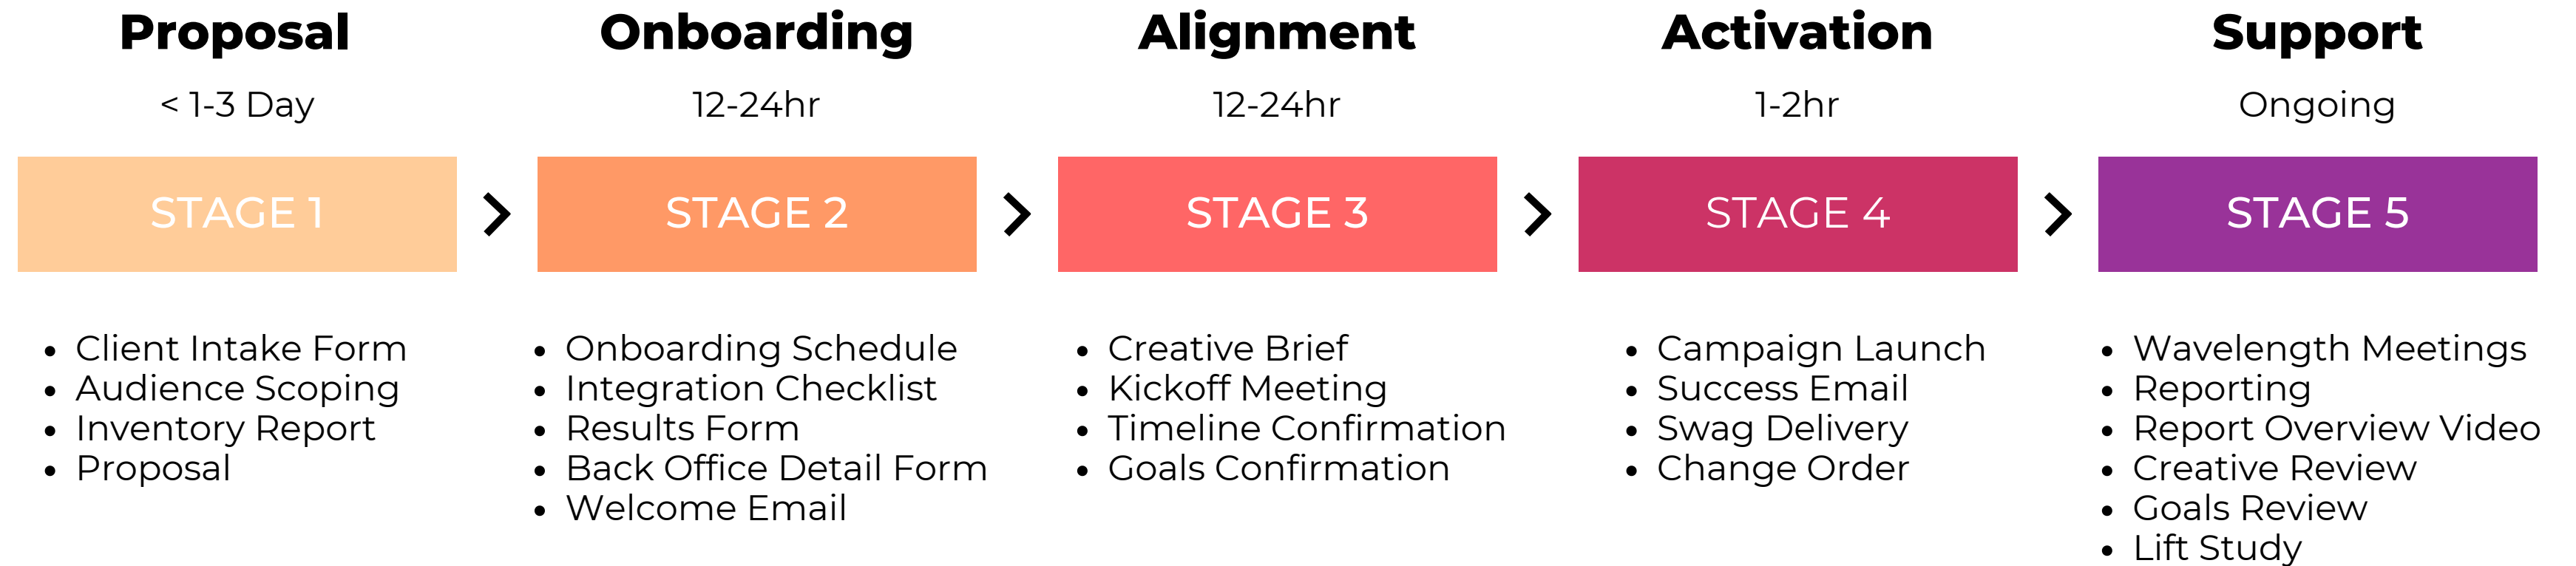 Proposal
< 1-3 Day
STAGE 1
• Client Intake Form
• Audience Scoping
• Inventory Report
• Proposal
Onboarding
12-24hr
STAGE 2
• Onboarding Schedule
• Integration Checklist
• Results Form
• Back Office Detail Form
• Welcome Email
Alignment
12-24hr
STAGE 3
• Creative Brief
• Kickoff Meeting
• Timeline Confirmation
• Goals Confirmation
Activation
1-2hr
STAGE 4
• Campaign Launch
• Success Email
• Swag Delivery
• Change Order
Support
Ongoing
STAGE 5
• Wavelength Meetings
• Reporting
• Report Overview Video
• Creative Review
• Goals Review
• Lift Study